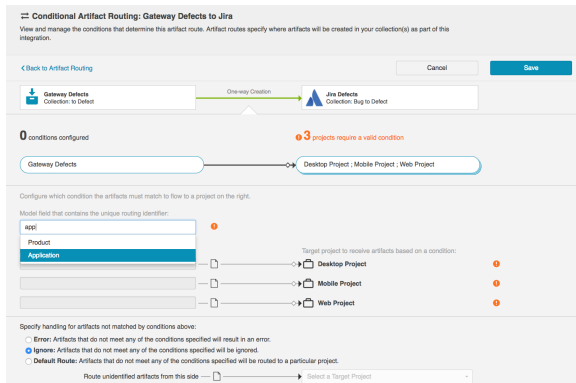 Conditional Artifact Routing: Gateway Defects to Jira
View and manage the conditions that determine this artifact route. Artifact routes specify where artifacts will be created in your collection(s) as part of this
integration.
Back to Artifact Routing
Cancel
Save
Gateway Defects
Collection: to Defect
One-way Creation
Jira Defects
Collection: Bug to Defect
0 conditions configured
3 projects require a valid condition
Gateway Defects
Desktop Project ; Mobile Project ; Web Project
Configure which condition the artifacts must match to flow to a project on the right.
Model field that contains the unique routing identifier:
app
Product
Application
Target project to receive artifacts based on a condition:
Desktop Project
Mobile Project
Web Project
Specify handling for artifacts not matched by conditions above:
Error: Artifacts that do not meet any of the conditions specified will result in an error.
Ignore: Artifacts that do not meet any of the conditions specified will be ignored.
Default Route: Artifacts that do not meet any of the conditions specified will be routed to a particular project.
Route unidentified artifacts from this side
Select a Target Project